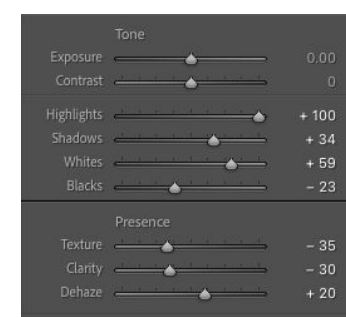 Tone
Exposure 0.00
Contrast 0
Highlights + 100
Shadows + 34
Whites + 59
Blacks – 23
Presence
Texture – 35
Clarity – 30
Dehaze + 20